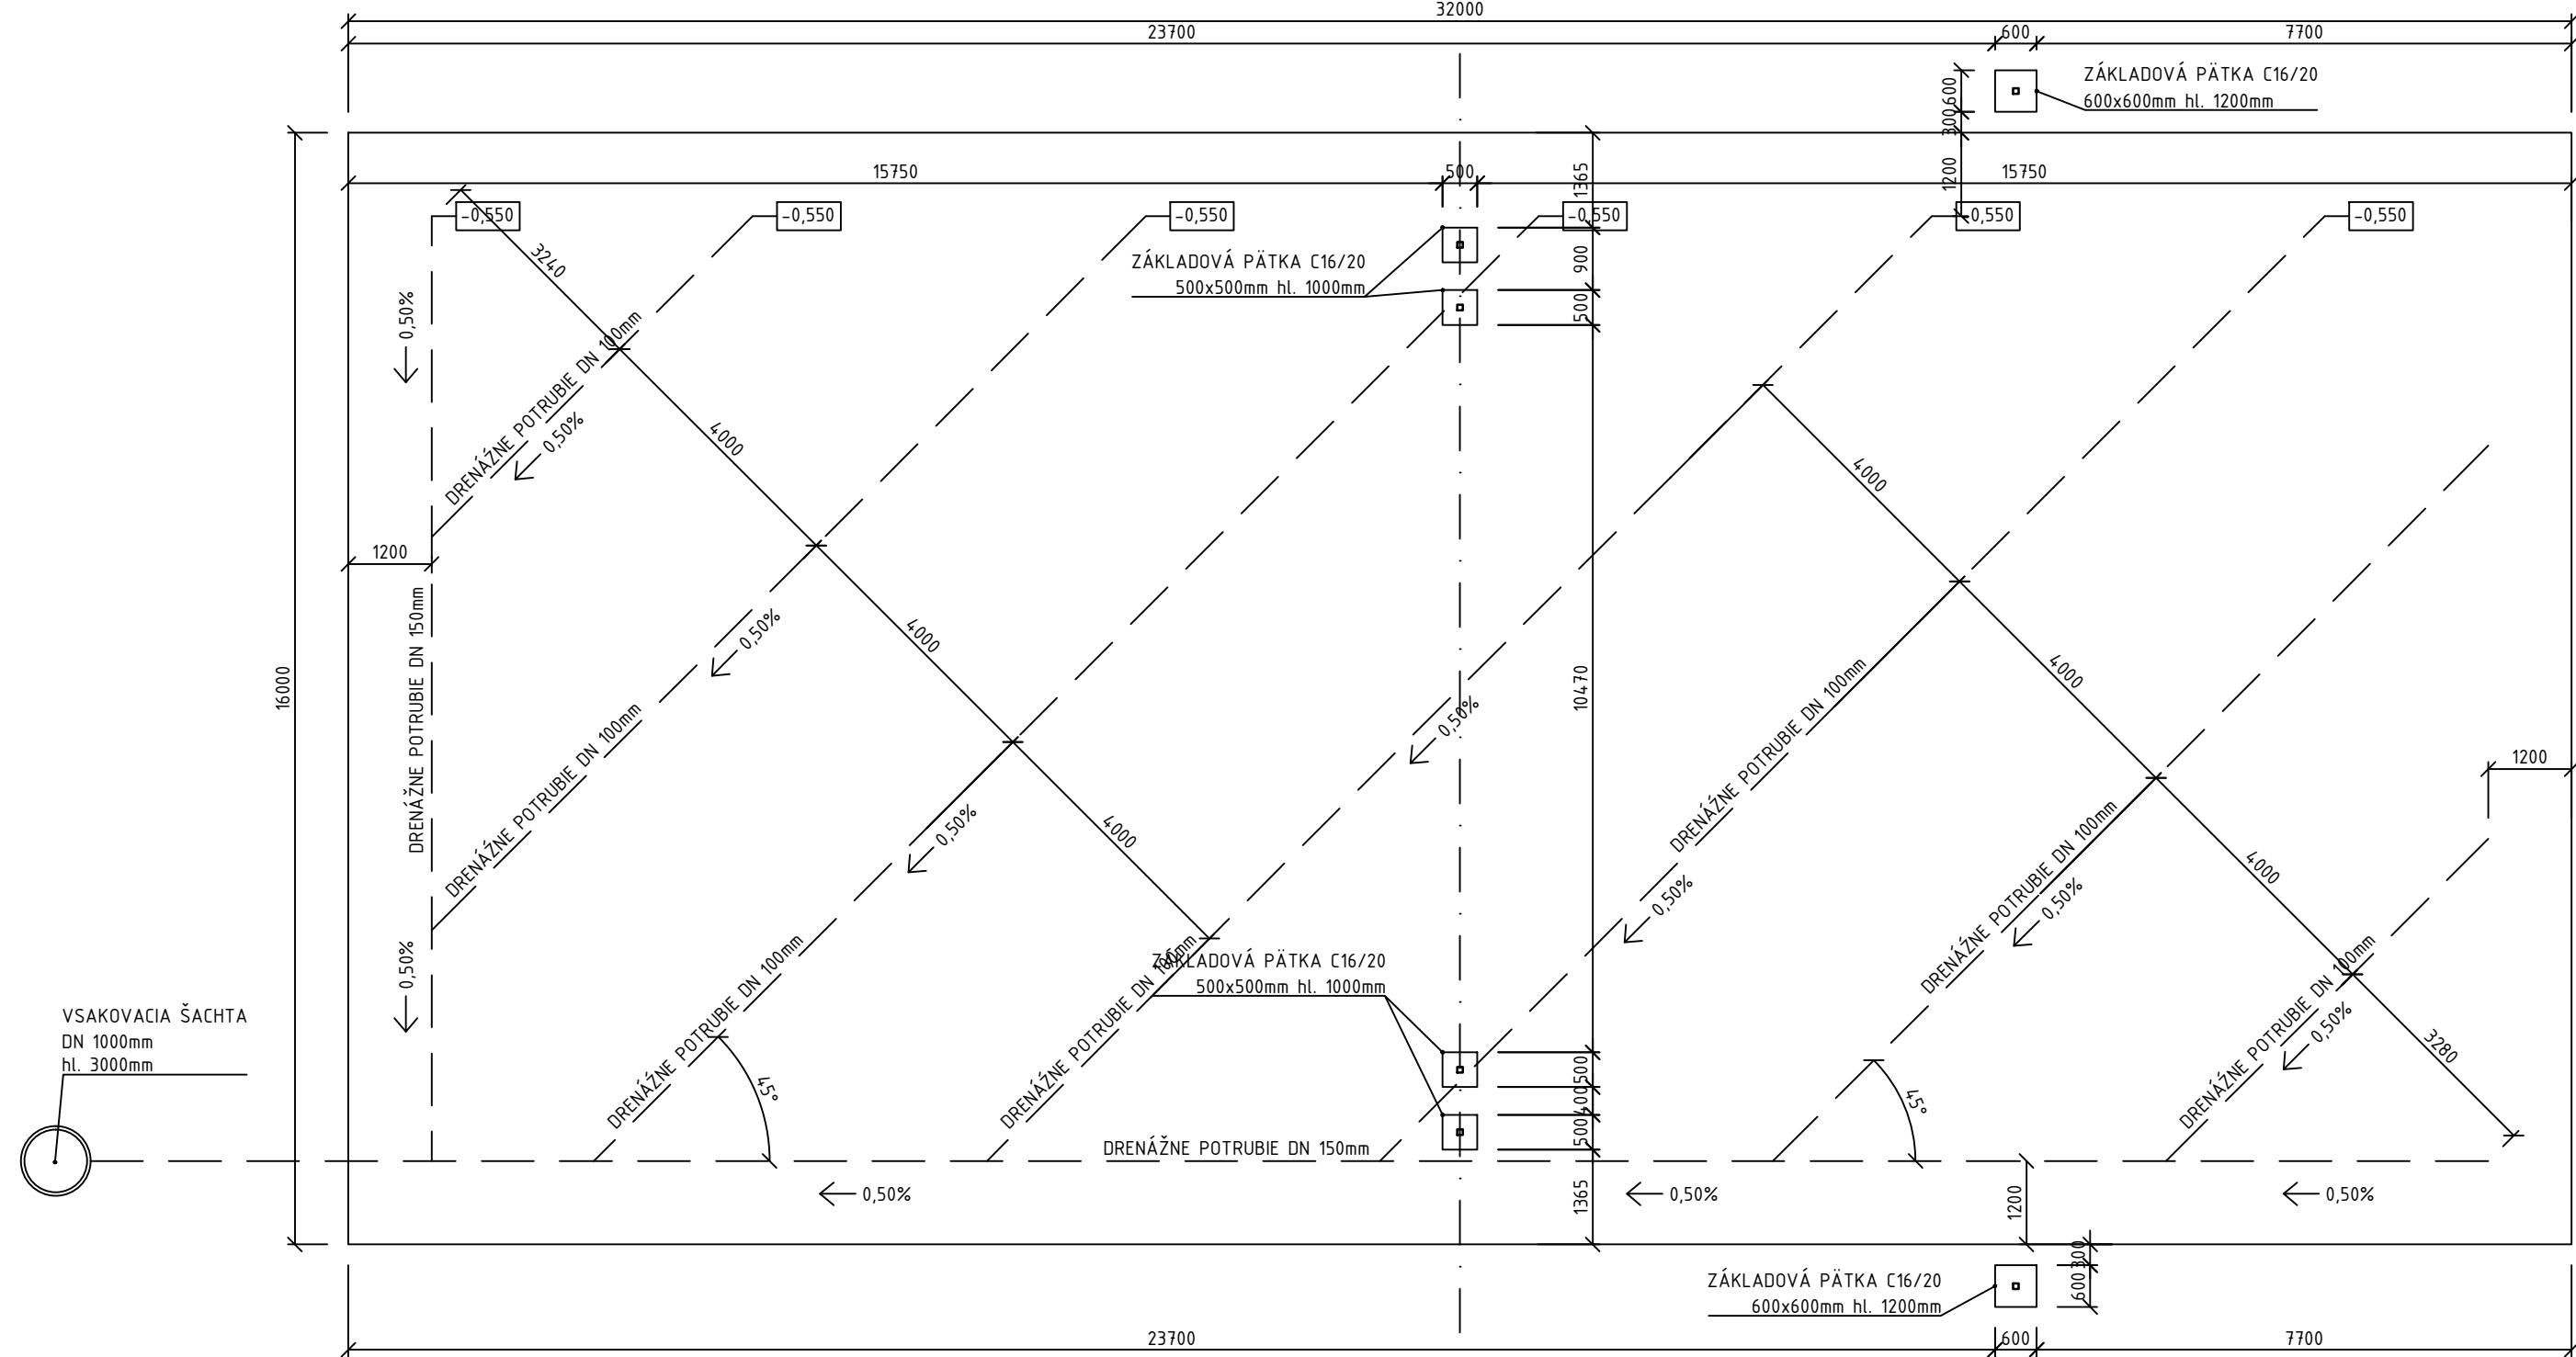 32000
23700
600
7700
ZÁKLADOVÁ PÄTKA C16/20
600x600mm hl. 1200mm
600
300
1200
15750
500
15750
1365
-0,550
-0,550
-0,550
-0,550
-0,550
-0,550
3240
ZÁKLADOVÁ PÄTKA C16/20
500x500mm hl. 1000mm
900
500
0,50%
DRENÁŽNE POTRUBIE DN 100mm
0,50%
4000
4000
1200
DRENÁŽNE POTRUBIE DN 150mm
0,50%
4000
4000
16000
10470
0,50%
DRENÁŽNE POTRUBIE DN 100mm
4000
1200
DRENÁŽNE POTRUBIE DN 100mm
0,50%
4000
DRENÁŽNE POTRUBIE DN 100mm
0,50%
0,50%
4000
0,50%
DRENÁŽNE POTRUBIE DN 100mm
DRENÁŽNE POTRUBIE DN 100mm
ZÁKLADOVÁ PÄTKA C16/20
500x500mm hl. 1000mm
DRENÁŽNE POTRUBIE DN 100mm
0,50%
3280
VSAKOVACIA ŠACHTA
DN 1000mm
hl. 3000mm
45°
45°
500
400
500
DRENÁŽNE POTRUBIE DN 150mm
0,50%
0,50%
0,50%
1365
1200
300
600
ZÁKLADOVÁ PÄTKA C16/20
600x600mm hl. 1200mm
23700
600
7700